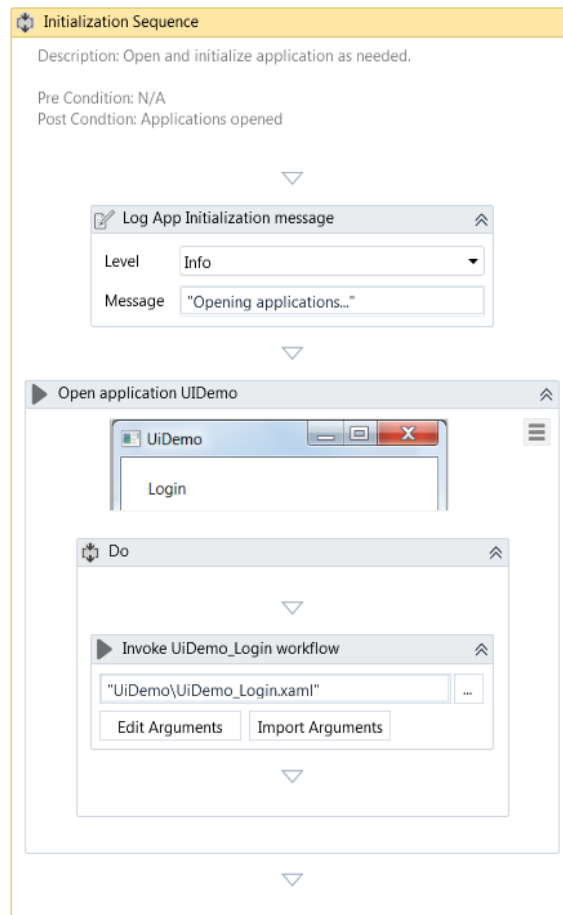 Initialization Sequence
Description: Open and initialize application as needed.
Pre Condition: N/A
Post Condtion: Applications opened
Log App Initialization message
Level Info
Message "Opening applications..."
Open application UIDemo
UiDemo
Login
Do
Invoke UiDemo_Login workflow
"UiDemo\UiDemo_Login.xaml" ...
Edit Arguments Import Arguments